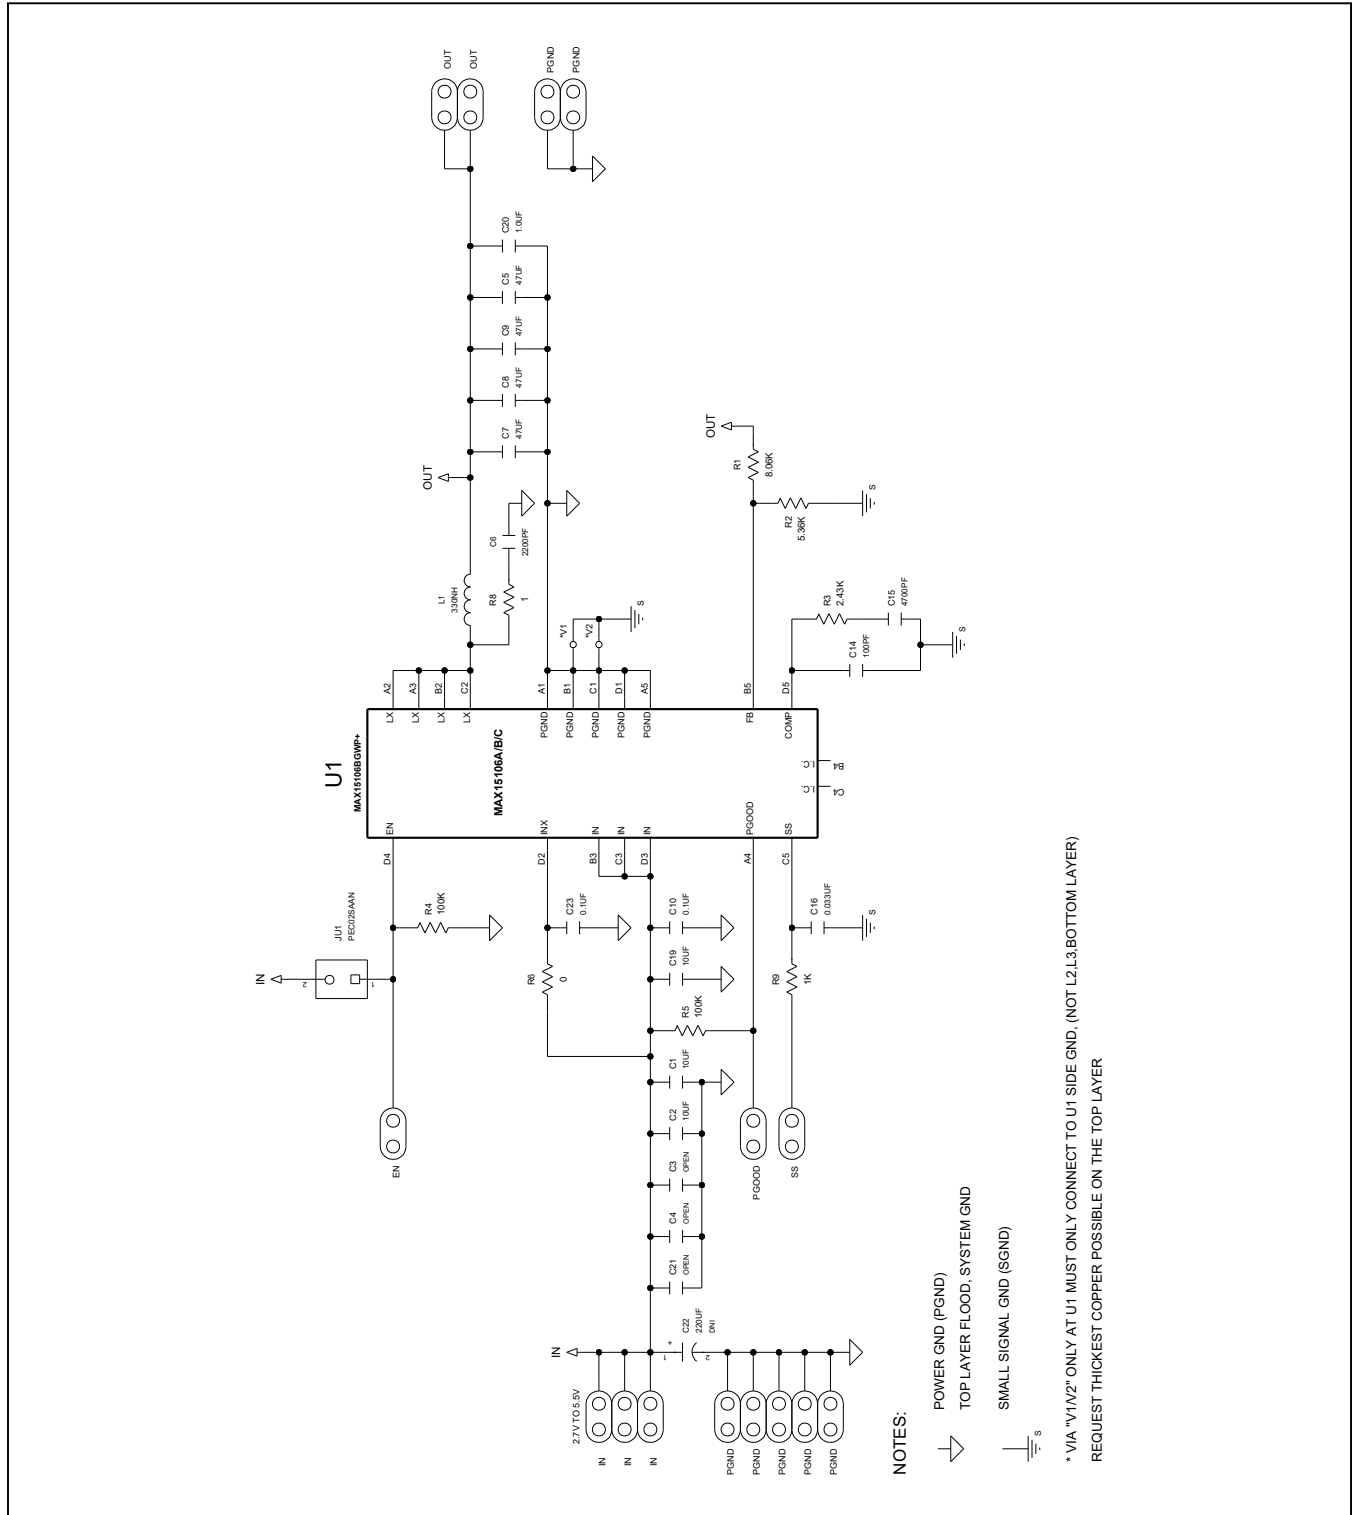 OUT
OUT
PGND
PGND
C20
1.0UF
C5
47UF
C9
47UF
C8
47UF
C7
47UF
OUT
L1
330NH
R8
1
C6
2200PF
*V1
*V2
S
OUT
R1
8.06K
R2
5.36K
S
R3
2.43K
C15
4700PF
C14
100PF
S
A2
A3
B2
C2
A1
B1
C1
D1
A5
B5
D5
LX
LX
LX
LX
PGND
PGND
PGND
PGND
PGND
FB
COMP
U1
MAX15106BGWP+
MAX15106A/B/C
I.C.
B4
I.C.
C4
EN
INX
IN
IN
IN
PGOOD
SS
D4
D2
B3
C3
D3
A4
C5
JU1
PEC02SAAN
IN
2
1
R4
100K
C23
0.1UF
R6
0
C10
0.1UF
C19
10UF
R5
100K
C16
0.033UF
S
R9
1K
C1
10UF
C2
10UF
C3
OPEN
C4
OPEN
C21
OPEN
EN
PGOOD
SS
IN
C22
220UF
DNI
+
1
2
2.7V TO 5.5V
IN
IN
IN
PGND
PGND
PGND
PGND
PGND
NOTES:
POWER GND (PGND)
TOP LAYER FLOOD, SYSTEM GND
SMALL SIGNAL GND (SGND)
S
* VIA "V1/V2" ONLY AT U1 MUST ONLY CONNECT TO U1 SIDE GND, (NOT L2,L3,BOTTOM LAYER)
REQUEST THICKEST COPPER POSSIBLE ON THE TOP LAYER